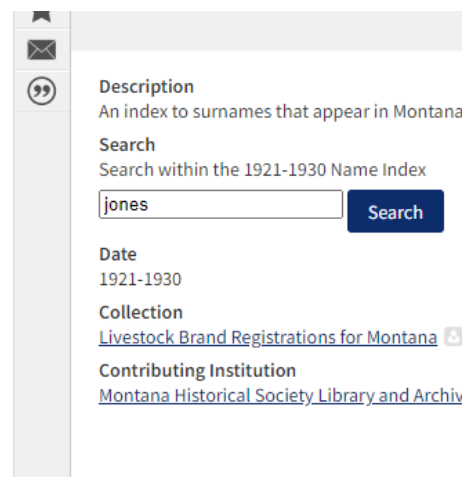 Description
An index to surnames that appear in Montana
Search
Search within the 1921-1930 Name Index
jones Search
Date
1921-1930
Collection
Livestock Brand Registrations for Montana
Contributing Institution
Montana Historical Society Library and Archiv